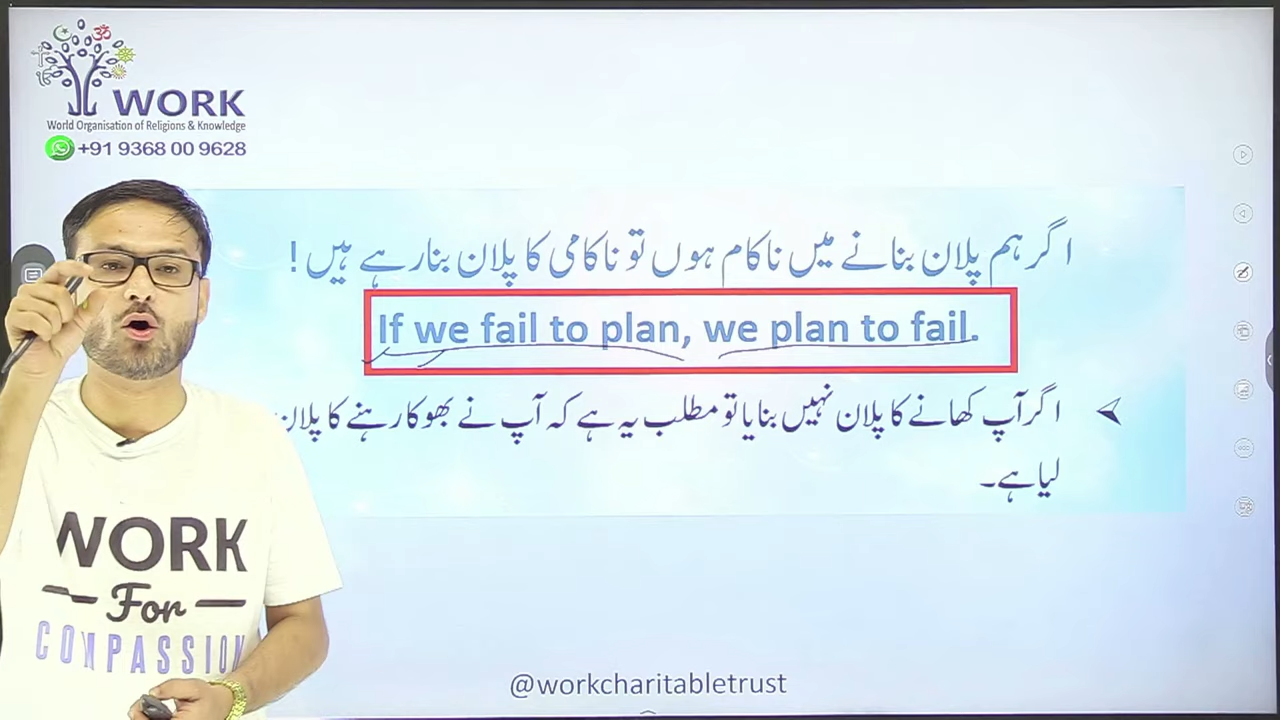 WORK
World Organisation of Religions & Knowledge
+91 9368 00 9628
اگر ہم پلان بنانے میں ناکام ہوں تو ناکامی کا پلان بنا رہے ہیں!
If we fail to plan, we plan to fail.
اگر آپ کھانے کا پلان نہیں بنایا تو مطلب یہ ہے کہ آپ نے بھوکا رہنے کا پلان
لیا ہے۔
WORK
For
COMPASSION
@workcharitabletrust